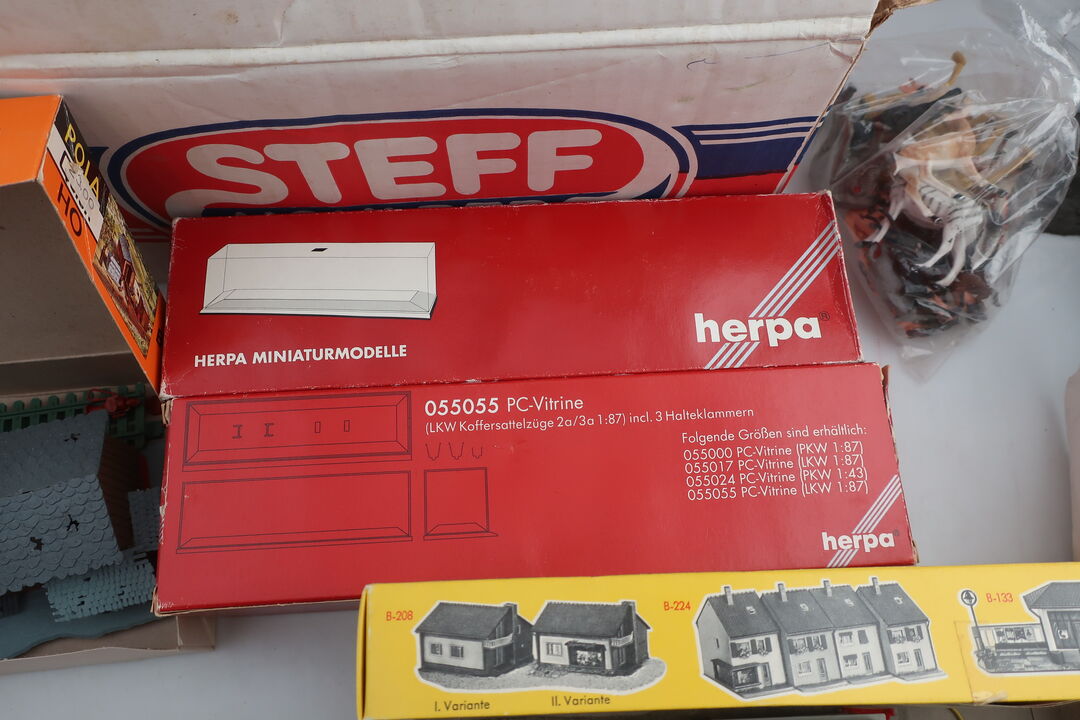 STEFF
POLA
HO
HERPA MINIATURMODELLE
herpa®
055055 PC-Vitrine
(LKW Koffersattelzüge 2a/3a 1:87) incl. 3 Halteklammern
Folgende Größen sind erhältlich:
055000 PC-Vitrine (PKW 1:87)
055017 PC-Vitrine (LKW 1:87)
055024 PC-Vitrine (PKW 1:43)
055055 PC-Vitrine (LKW 1:87)
herpa
B-208
B-224
B-133
I. Variante
II. Variante